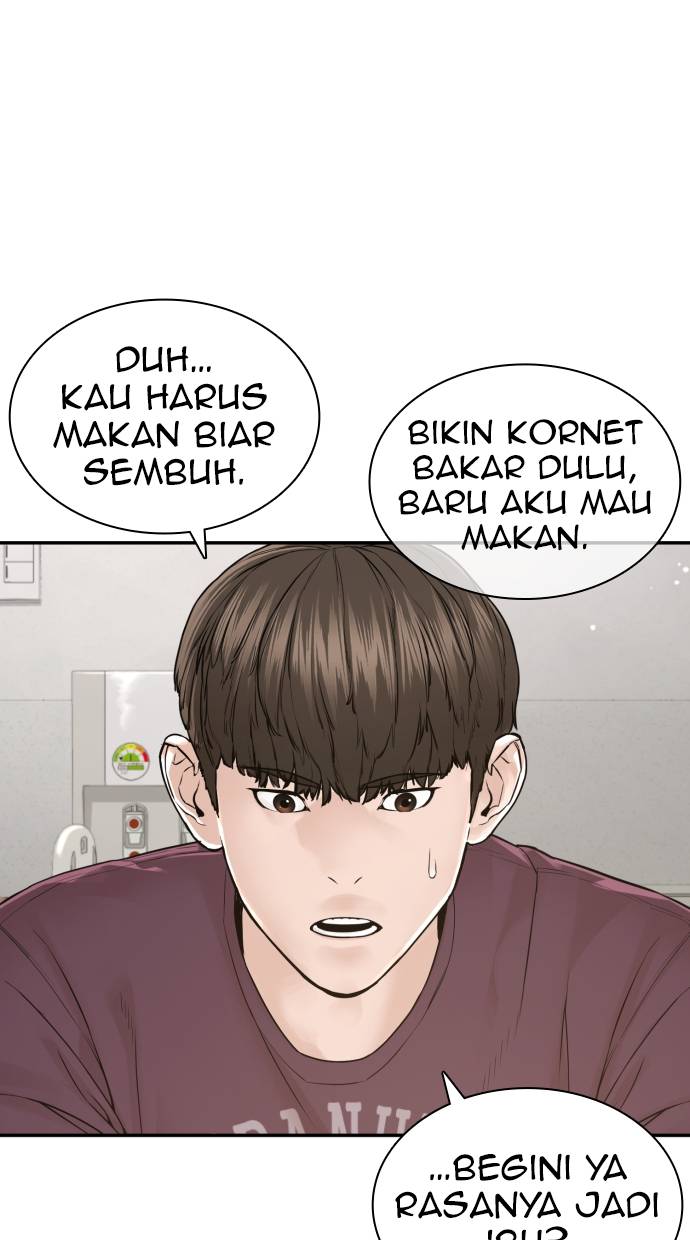 DUH...
KAU HARUS
MAKAN BIAR
SEMBUH.
BIKIN KORNET
BAKAR DULU,
BARU AKU MAU
MAKAN.
...BEGINI YA
RASANYA JADI